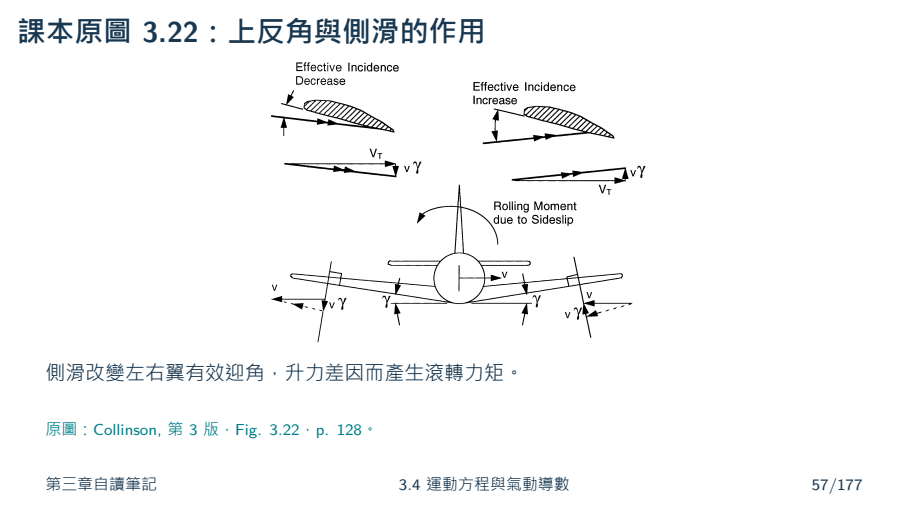 課本原圖 3.22：上反角與側滑的作用
Effective Incidence
Decrease
Effective Incidence
Increase
V_T
v γ
vγ
V_T
Rolling Moment
due to Sideslip
v
v
v γ
γ
γ
v
v γ
側滑改變左右翼有效迎角，升力差因而產生滾轉力矩。
原圖：Collinson, 第 3 版，Fig. 3.22，p. 128。
第三章自讀筆記
3.4 運動方程與氣動導數
57/177